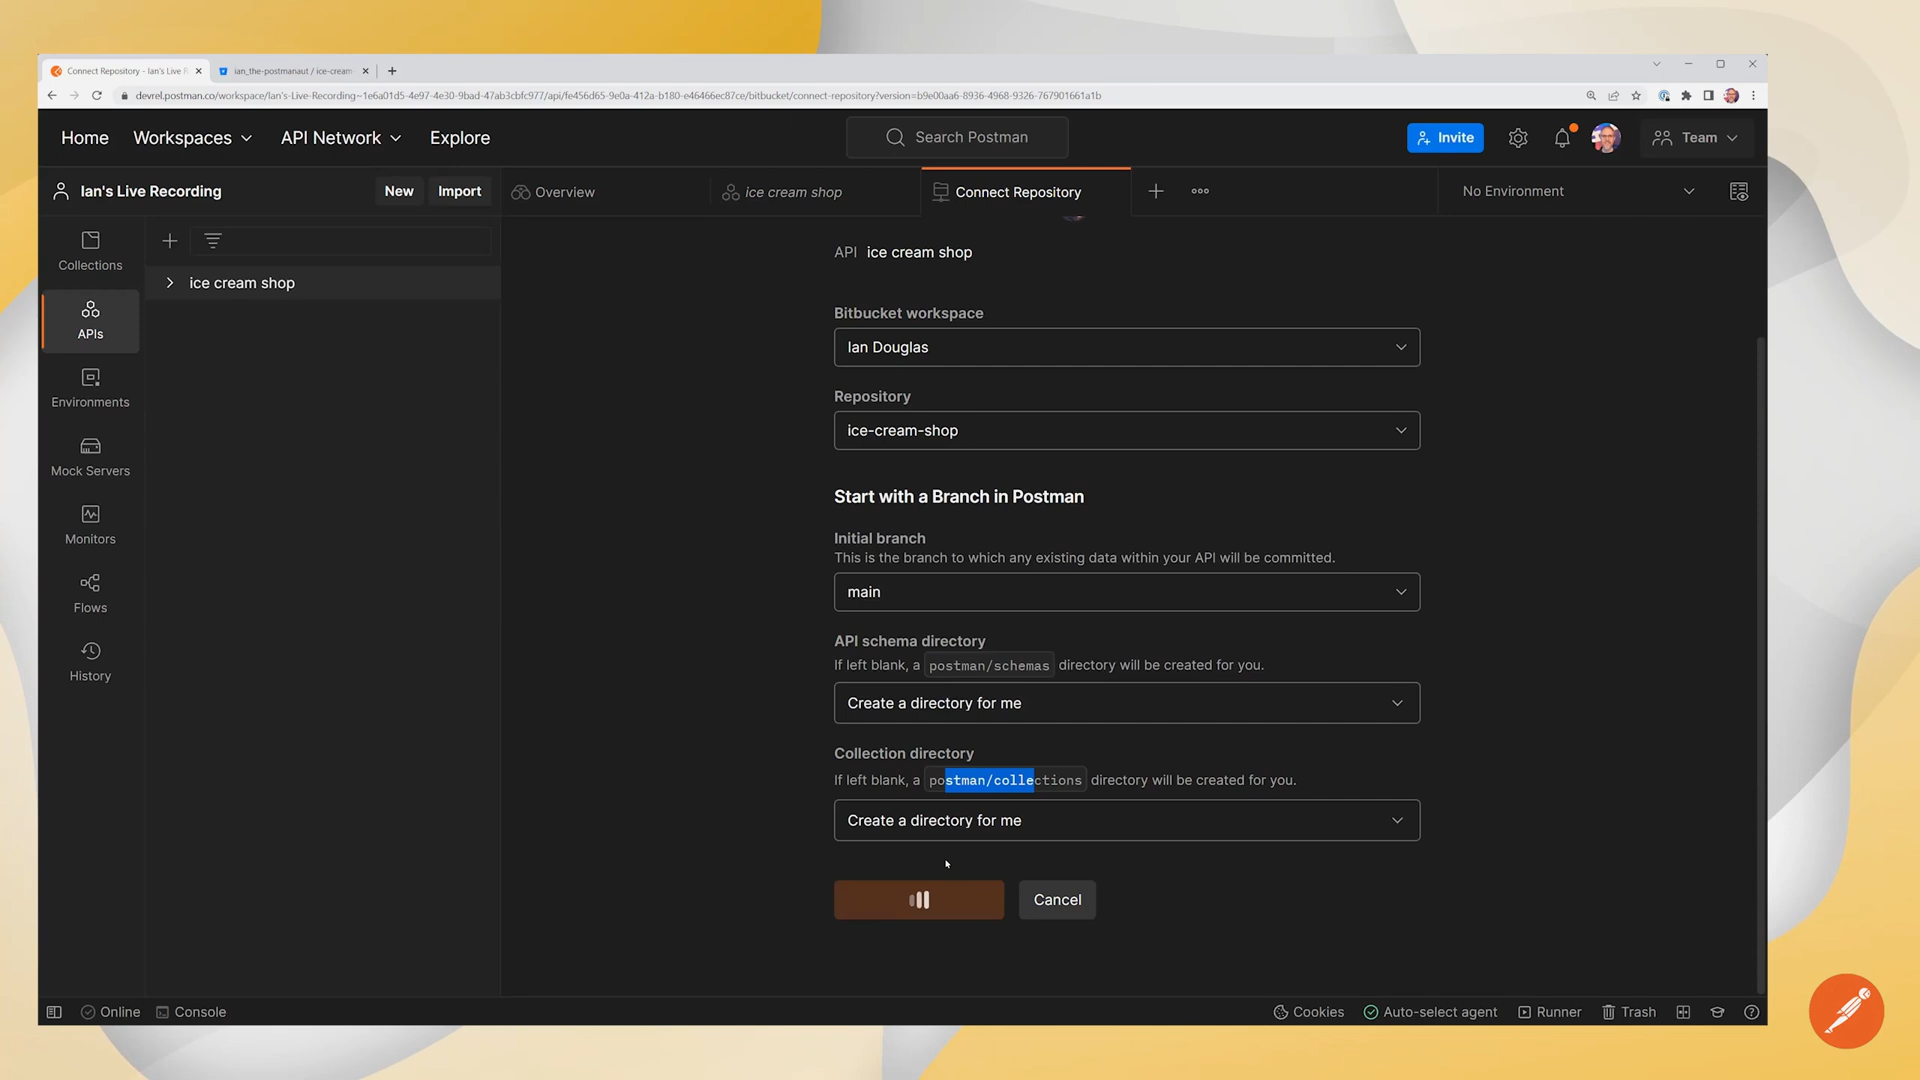 Connect Repository - Ian's Live R
ian_the-postmanaut / ice-cream-
devrel.postman.co/workspace/Ian's-Live-Recording~1e6a01d5-4e97-4e30-9bad-47ab3cbfc977/api/fe456d65-9e0a-412a-b180-e46466ec87ce/bitbucket/connect-repository?version=b9e00aa6-8936-4968-9326-767901661a1b
Home Workspaces API Network Explore Search Postman Invite Team
Ian's Live Recording New Import Overview ice cream shop Connect Repository No Environment
Collections
APIs
Environments
Mock Servers
Monitors
Flows
History
ice cream shop
API ice cream shop
Bitbucket workspace
Ian Douglas
Repository
ice-cream-shop
Start with a Branch in Postman
Initial branch
This is the branch to which any existing data within your API will be committed.
main
API schema directory
If left blank, a postman/schemas directory will be created for you.
Create a directory for me
Collection directory
If left blank, a postman/collections directory will be created for you.
Create a directory for me
Cancel
Online Console Cookies Auto-select agent Runner Trash